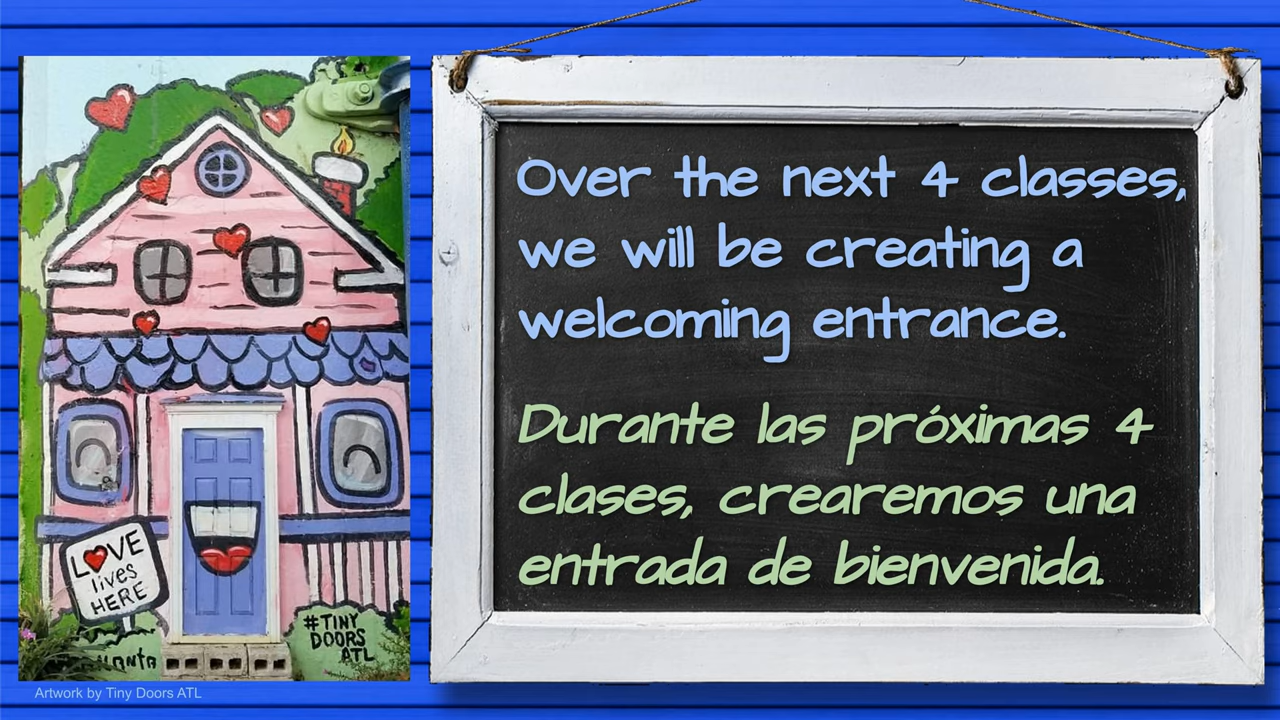 Over the next 4 classes,
we will be creating a
welcoming entrance.
Durante las próximas 4
clases, crearemos una
entrada de bienvenida.
LOVE
lives
HERE
#TINY
DOORS
ATL
Artwork by Tiny Doors ATL